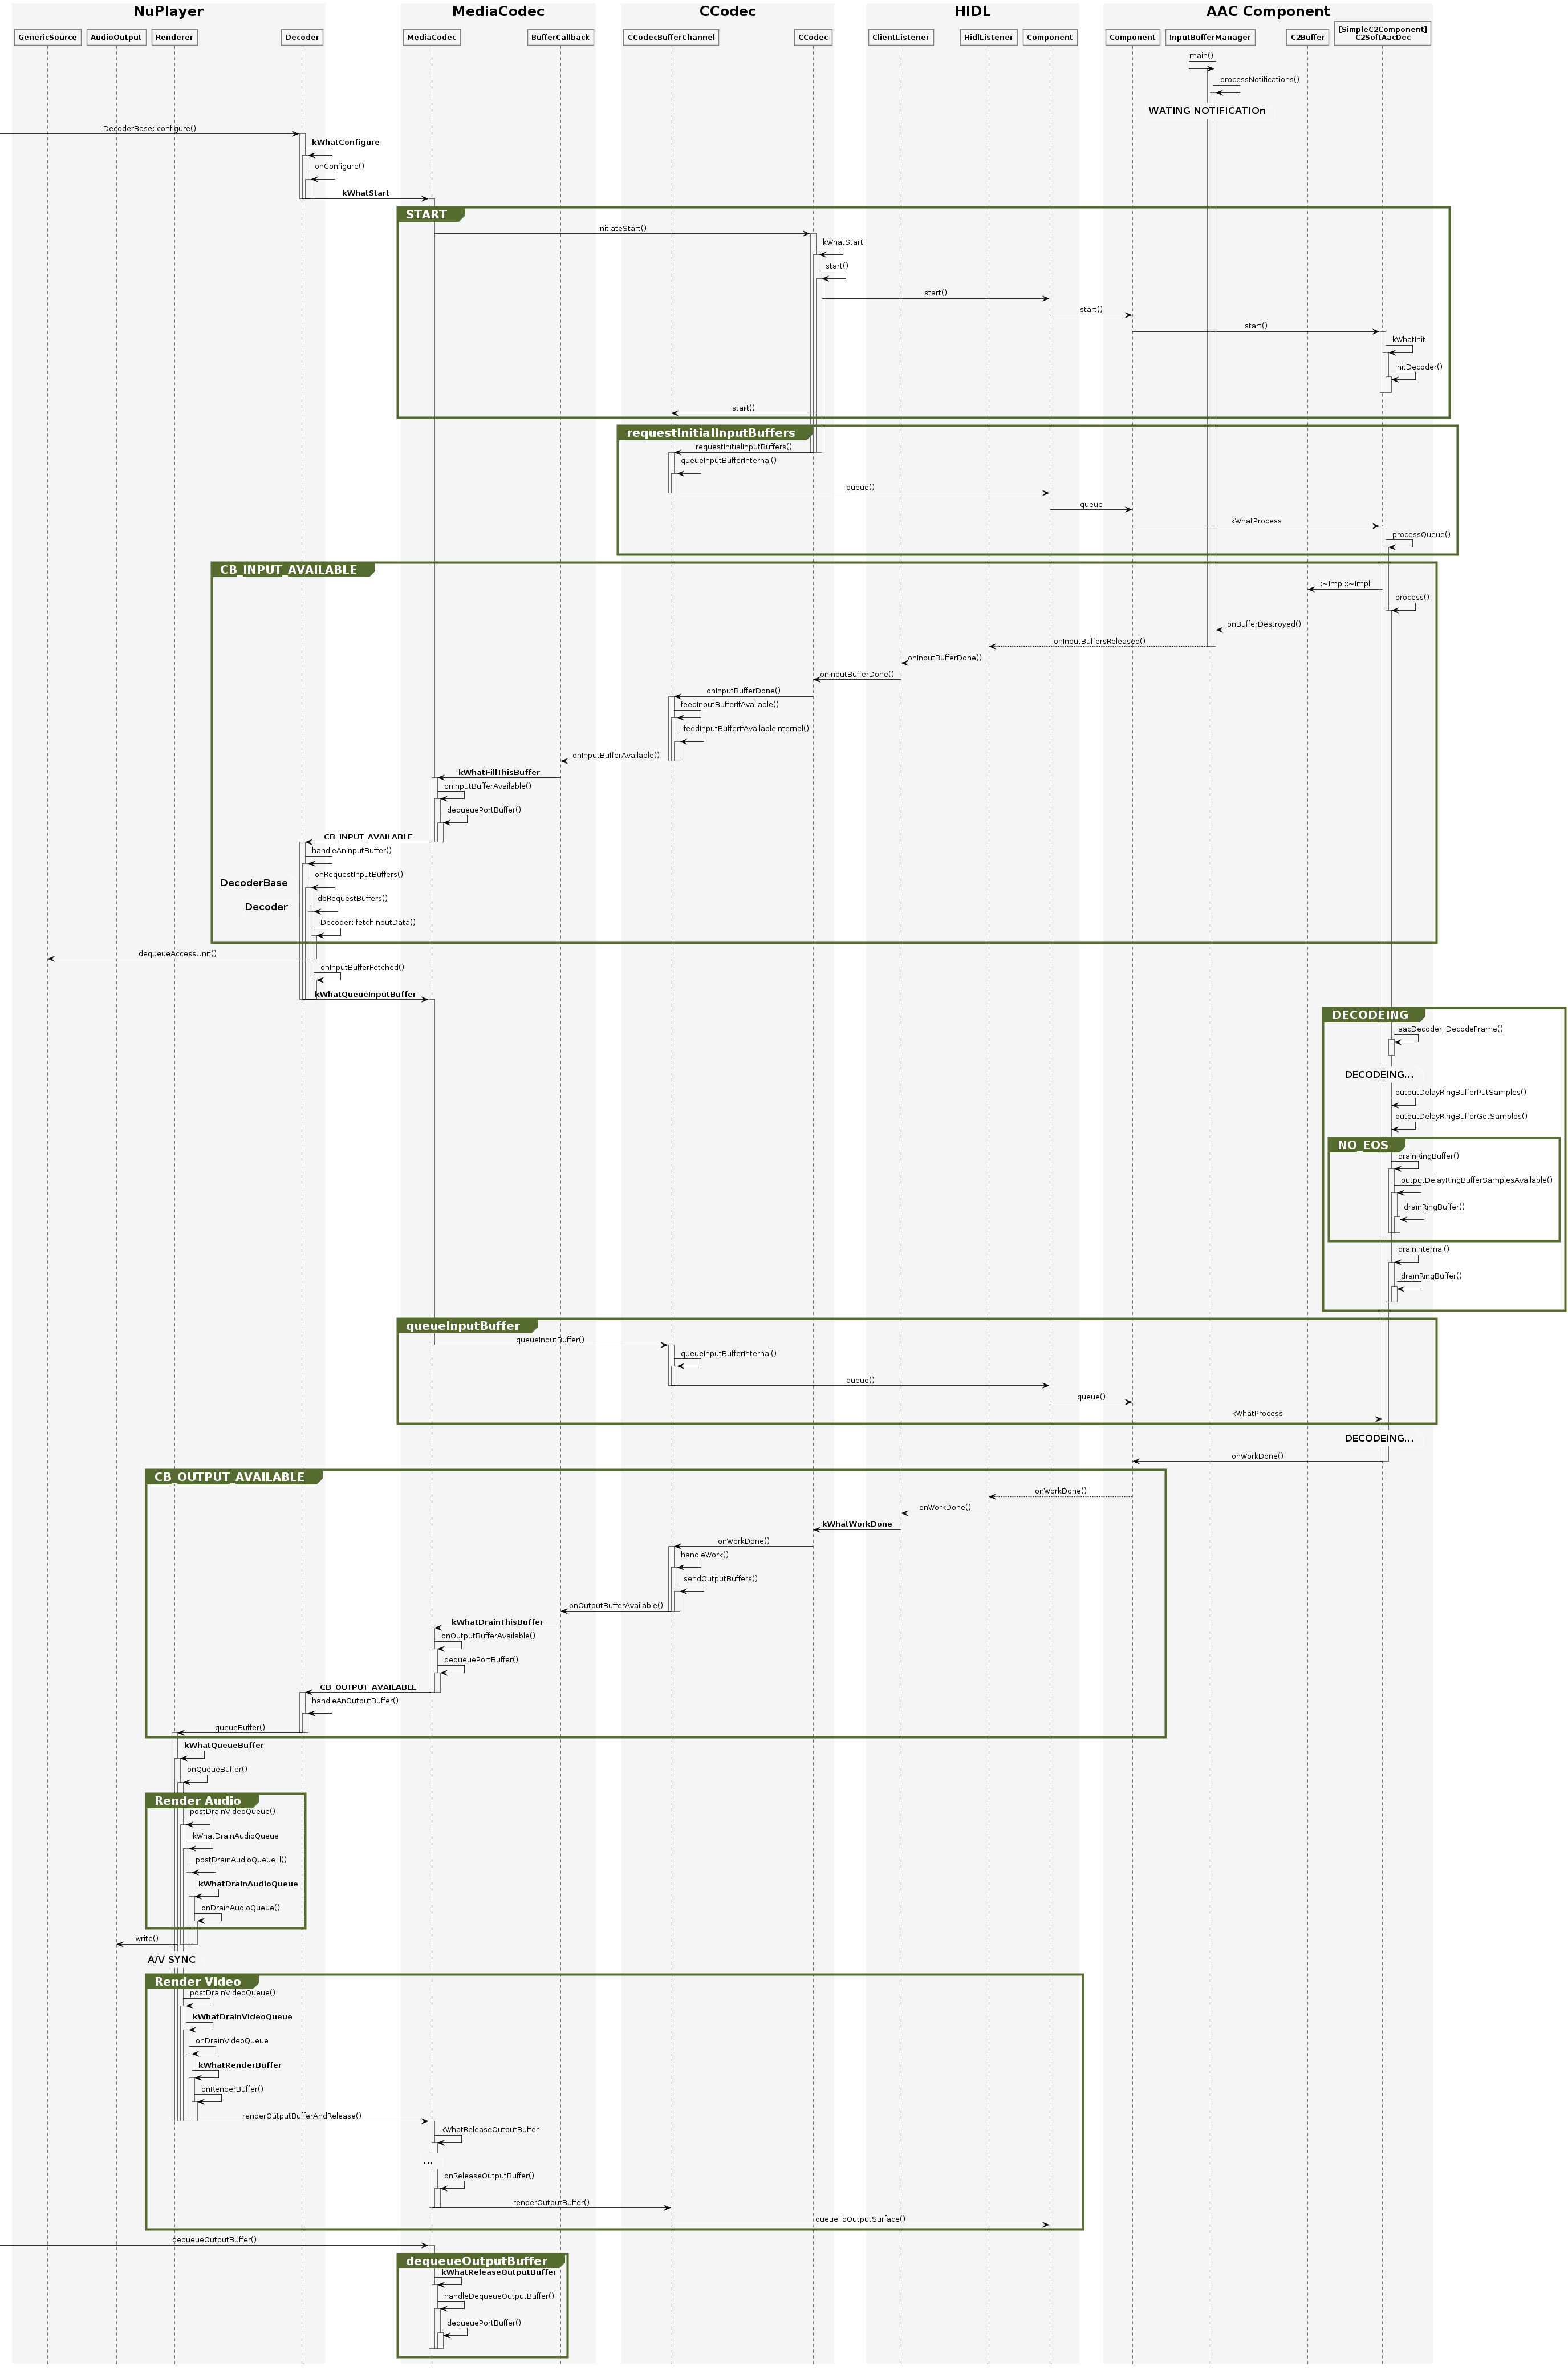 NuPlayer
MediaCodec
CCodec
HIDL
AAC Component
GenericSource
AudioOutput
Renderer
Decoder
MediaCodec
BufferCallback
CCodecBufferChannel
CCodec
ClientListener
HidlListener
Component
Component
InputBufferManager
C2Buffer
[SimpleC2Component]
C2SoftAacDec
main()
processNotifications()
WATING NOTIFICATIOn
DecoderBase::configure()
kWhatConfigure
onConfigure()
kWhatStart
START
initiateStart()
kWhatStart
start()
start()
start()
start()
kWhatInit
initDecoder()
start()
requestInitialInputBuffers
requestInitialInputBuffers()
queueInputBufferInternal()
queue()
queue
kWhatProcess
processQueue()
CB_INPUT_AVAILABLE
:~Impl::~Impl
process()
onBufferDestroyed()
onInputBuffersReleased()
onInputBufferDone()
onInputBufferDone()
onInputBufferDone()
feedInputBufferIfAvailable()
feedInputBufferIfAvailableInternal()
onInputBufferAvailable()
kWhatFillThisBuffer
onInputBufferAvailable()
dequeuePortBuffer()
CB_INPUT_AVAILABLE
handleAnInputBuffer()
DecoderBase
onRequestInputBuffers()
Decoder
doRequestBuffers()
Decoder::fetchInputData()
dequeueAccessUnit()
onInputBufferFetched()
kWhatQueueInputBuffer
DECODEING
aacDecoder_DecodeFrame()
DECODEING...
outputDelayRingBufferPutSamples()
outputDelayRingBufferGetSamples()
NO_EOS
drainRingBuffer()
outputDelayRingBufferSamplesAvailable()
drainRingBuffer()
drainInternal()
drainRingBuffer()
queueInputBuffer
queueInputBuffer()
queueInputBufferInternal()
queue()
queue()
kWhatProcess
DECODEING...
onWorkDone()
CB_OUTPUT_AVAILABLE
onWorkDone()
onWorkDone()
kWhatWorkDone
onWorkDone()
handleWork()
sendOutputBuffers()
onOutputBufferAvailable()
kWhatDrainThisBuffer
onOutputBufferAvailable()
dequeuePortBuffer()
CB_OUTPUT_AVAILABLE
handleAnOutputBuffer()
queueBuffer()
kWhatQueueBuffer
onQueueBuffer()
Render Audio
postDrainVideoQueue()
kWhatDrainAudioQueue
postDrainAudioQueue_l()
kWhatDrainAudioQueue
onDrainAudioQueue()
write()
A/V SYNC
Render Video
postDrainVideoQueue()
kWhatDrainVideoQueue
onDrainVideoQueue
kWhatRenderBuffer
onRenderBuffer()
renderOutputBufferAndRelease()
kWhatReleaseOutputBuffer
...
onReleaseOutputBuffer()
renderOutputBuffer()
queueToOutputSurface()
dequeueOutputBuffer()
dequeueOutputBuffer
kWhatReleaseOutputBuffer
handleDequeueOutputBuffer()
dequeuePortBuffer()